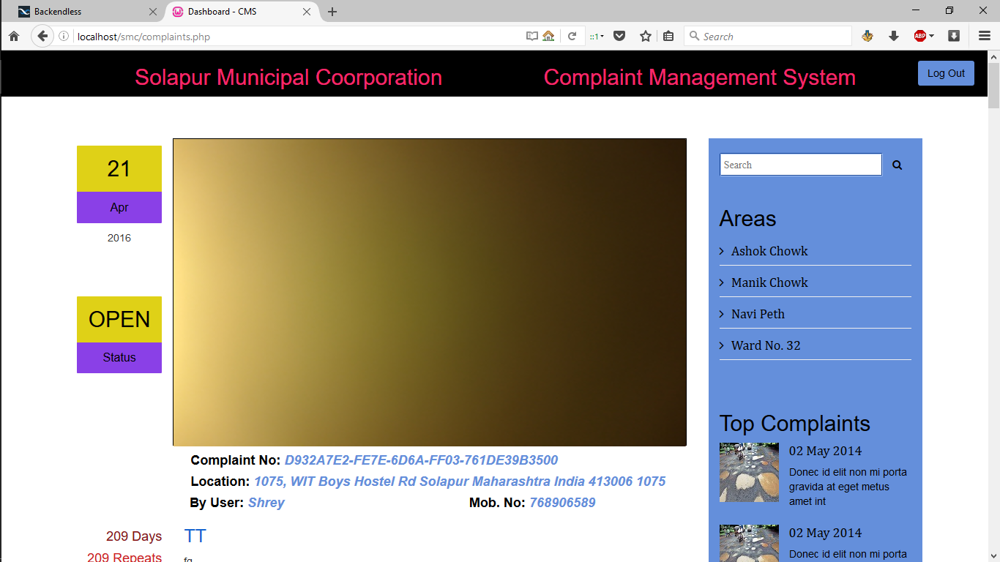 Backendless
Dashboard - CMS
localhost/smc/complaints.php
::1
Search
ABP
Solapur Municipal Coorporation
Complaint Management System
Log Out
21
Apr
2016
OPEN
Status
Complaint No: D932A7E2-FE7E-6D6A-FF03-761DE39B3500
Location: 1075, WIT Boys Hostel Rd Solapur Maharashtra India 413006 1075
By User: Shrey
Mob. No: 768906589
209 Days
TT
209 Repeats
fg
Search
Areas
Ashok Chowk
Manik Chowk
Navi Peth
Ward No. 32
Top Complaints
02 May 2014
Donec id elit non mi porta
gravida at eget metus
amet int
02 May 2014
Donec id elit non mi porta